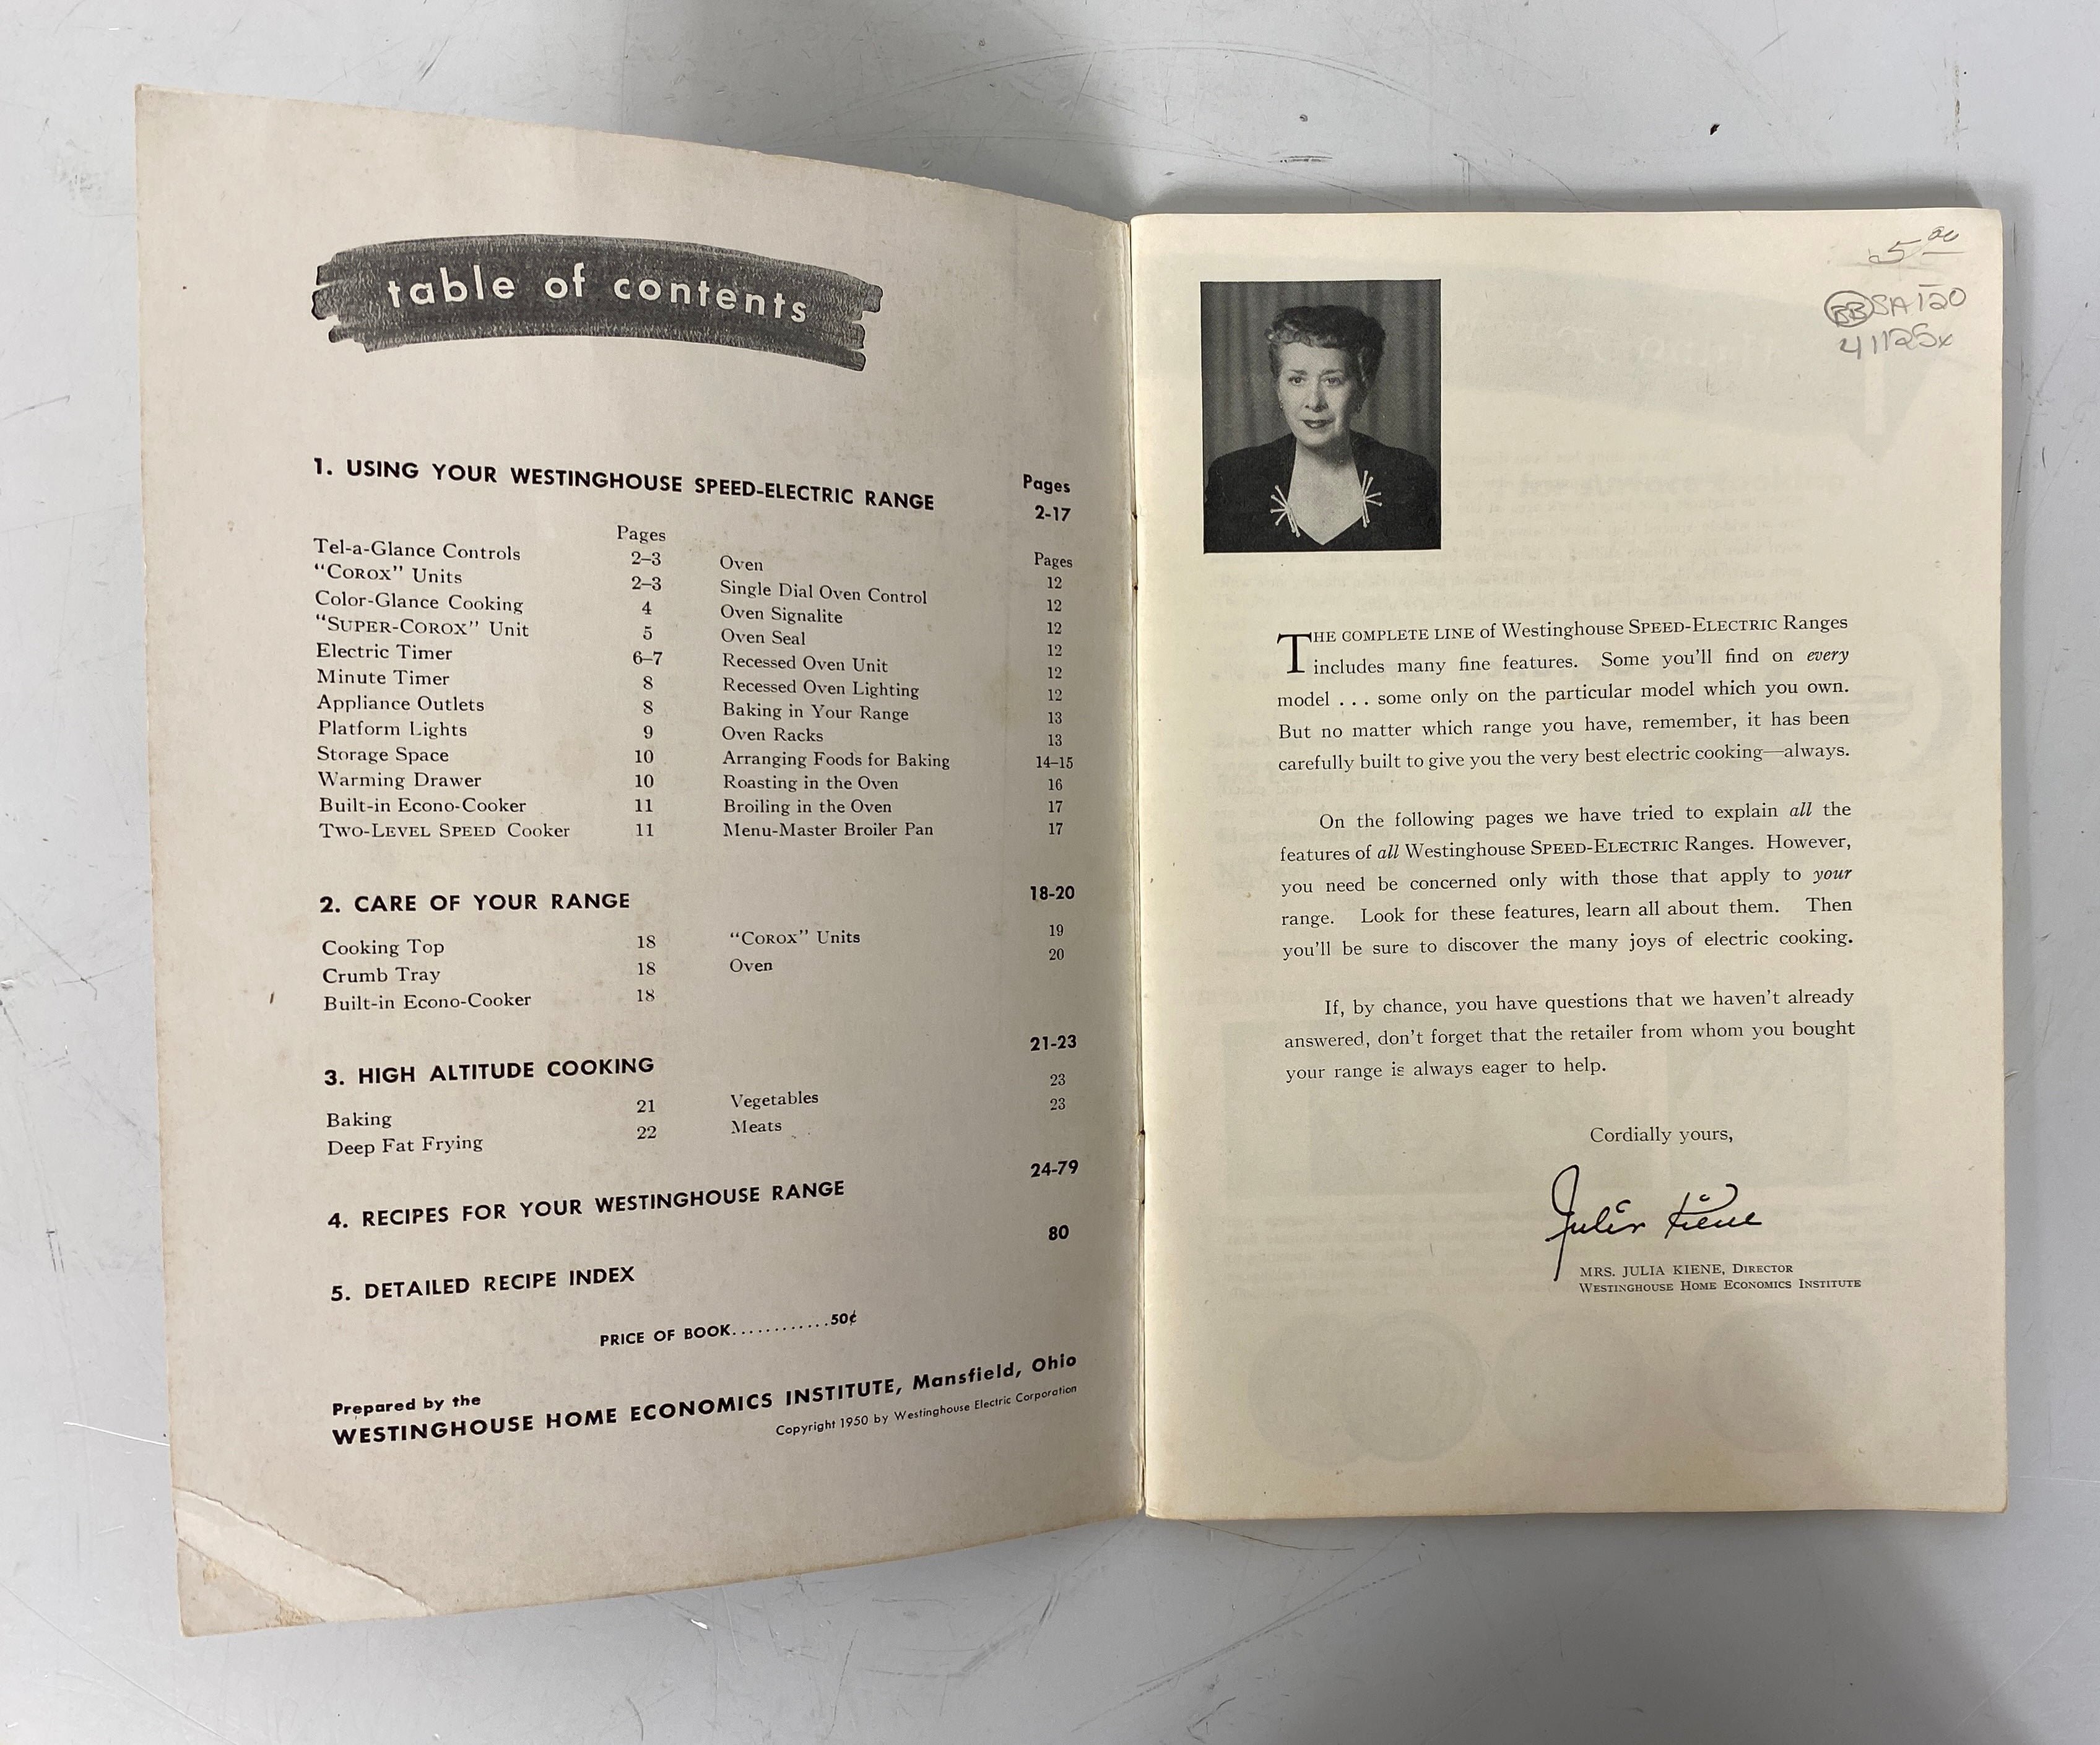 table of contents
1. USING YOUR WESTINGHOUSE SPEED-ELECTRIC RANGE Pages 2-17
Pages
Tel-a-Glance Controls 2–3
"COROX" Units 2–3
Color-Glance Cooking 4
"SUPER-COROX" Unit 5
Electric Timer 6–7
Minute Timer 8
Appliance Outlets 8
Platform Lights 9
Storage Space 10
Warming Drawer 10
Built-in Econo-Cooker 11
TWO-LEVEL SPEED Cooker 11
Pages
Oven 12
Single Dial Oven Control 12
Oven Signalite 12
Oven Seal 12
Recessed Oven Unit 12
Recessed Oven Lighting 12
Baking in Your Range 13
Oven Racks 13
Arranging Foods for Baking 14–15
Roasting in the Oven 16
Broiling in the Oven 17
Menu-Master Broiler Pan 17
2. CARE OF YOUR RANGE 18-20
Cooking Top 18
Crumb Tray 18
Built-in Econo-Cooker 18
"COROX" Units 19
Oven 20
3. HIGH ALTITUDE COOKING 21-23
Baking 21
Deep Fat Frying 22
Vegetables 23
Meats 23
4. RECIPES FOR YOUR WESTINGHOUSE RANGE 24-79
5. DETAILED RECIPE INDEX 80
PRICE OF BOOK............50¢
Prepared by the
WESTINGHOUSE HOME ECONOMICS INSTITUTE, Mansfield, Ohio
Copyright 1950 by Westinghouse Electric Corporation
5 00
BB SA 120
41125x
THE COMPLETE LINE of Westinghouse SPEED-ELECTRIC Ranges
includes many fine features. Some you'll find on every
model . . . some only on the particular model which you own.
But no matter which range you have, remember, it has been
carefully built to give you the very best electric cooking—always.
On the following pages we have tried to explain all the
features of all Westinghouse SPEED-ELECTRIC Ranges. However,
you need be concerned only with those that apply to your
range. Look for these features, learn all about them. Then
you'll be sure to discover the many joys of electric cooking.
If, by chance, you have questions that we haven't already
answered, don't forget that the retailer from whom you bought
your range is always eager to help.
Cordially yours,
Julia Kiene
MRS. JULIA KIENE, DIRECTOR
WESTINGHOUSE HOME ECONOMICS INSTITUTE